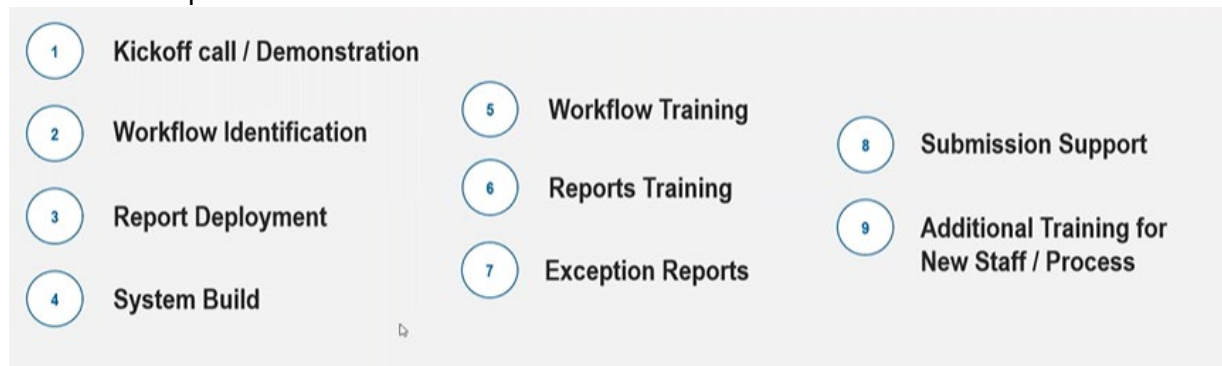 1 Kickoff call / Demonstration
2 Workflow Identification
3 Report Deployment
4 System Build
5 Workflow Training
6 Reports Training
7 Exception Reports
8 Submission Support
9 Additional Training for
New Staff / Process